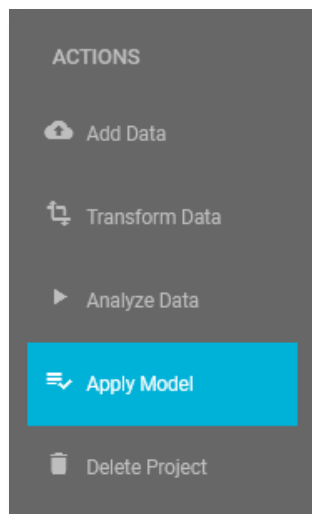 ACTIONS
Add Data
Transform Data
Analyze Data
Apply Model
Delete Project